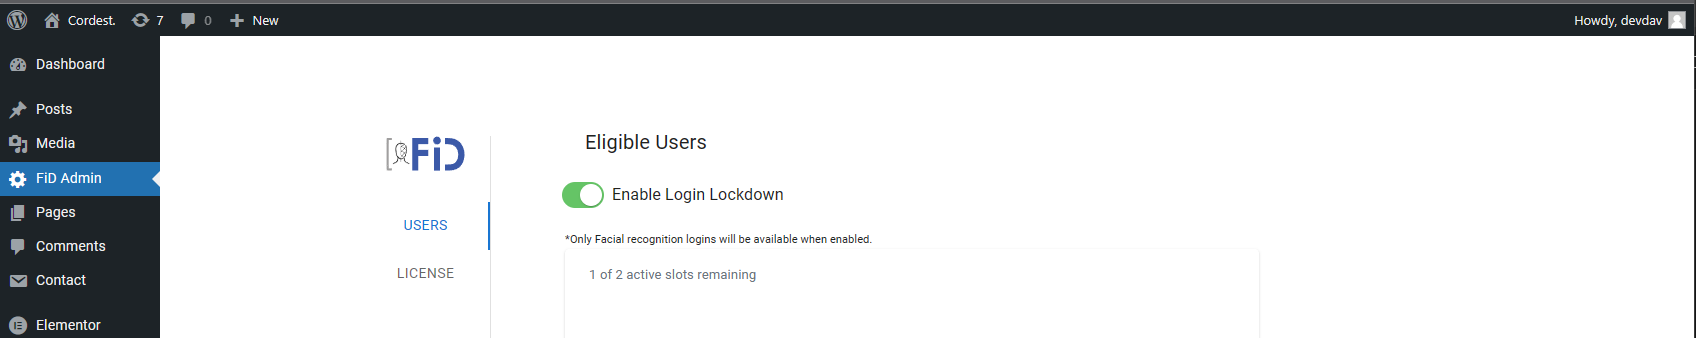 Cordest. 7 0 New Howdy, devdav
Dashboard
Posts
Media
FiD Admin
Pages
Comments
Contact
Elementor
FiD
USERS
LICENSE
Eligible Users
Enable Login Lockdown
*Only Facial recognition logins will be available when enabled.
1 of 2 active slots remaining